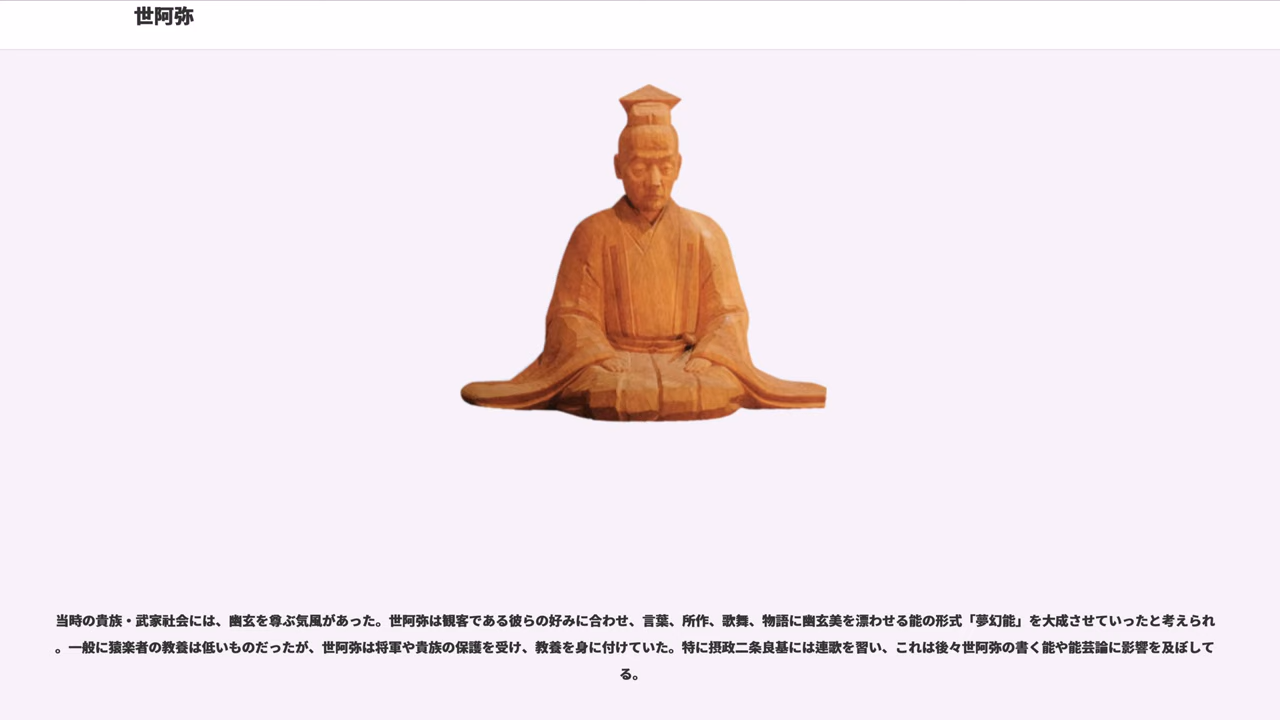 世阿弥
当時の貴族・武家社会には、幽玄を尊ぶ気風があった。世阿弥は観客である彼らの好みに合わせ、言葉、所作、歌舞、物語に幽玄美を漂わせる能の形式「夢幻能」を大成させていったと考えられ
。一般に猿楽者の教養は低いものだったが、世阿弥は将軍や貴族の保護を受け、教養を身に付けていた。特に摂政二条良基には連歌を習い、これは後々世阿弥の書く能や能芸論に影響を及ぼして
る。